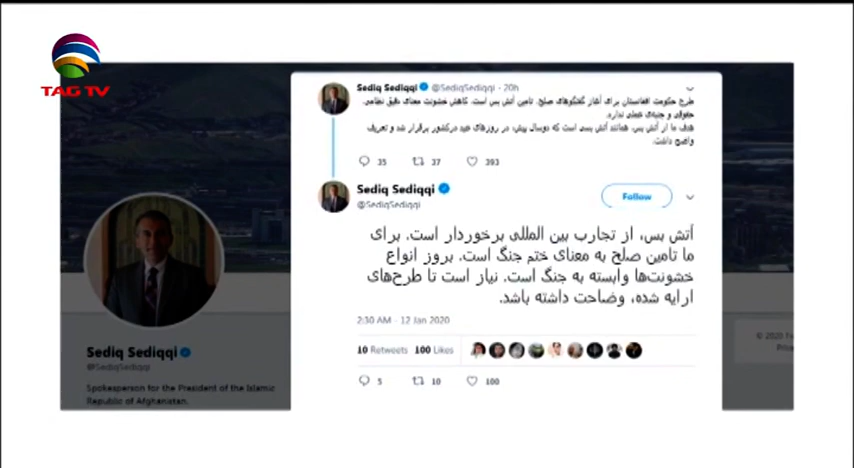 TAG TV
Sediq Sediqqi @SediqSediqqi · 20h
طرح حکومت افغانستان برای آغاز گفتگوهای صلح، تامین آتش بس است. کاهش خشونت معنای دقیق نظامی،
حقوقی و جنبه‌ی عملی ندارد.
هدف ما از آتش بس، همانند آتش بسی است که دوسال پیش، در روزهای عید درکشور برقرار شد و تعریف
واضح داشت.
35 37 393
Sediq Sediqqi
@SediqSediqqi
Follow
آتش بس، از تجارب بین المللی برخوردار است. برای
ما تامین صلح به معنای ختم جنگ است. بروز انواع
خشونت‌ها وابسته به جنگ است. نیاز است تا طرح‌های
ارایه شده، وضاحت داشته باشد.
2:30 AM - 12 Jan 2020
10 Retweets 100 Likes
5 10 100
Sediq Sediqqi
@SediqSediqqi
Spokesperson for the President of the Islamic
Republic of Afghanistan.
© 2020